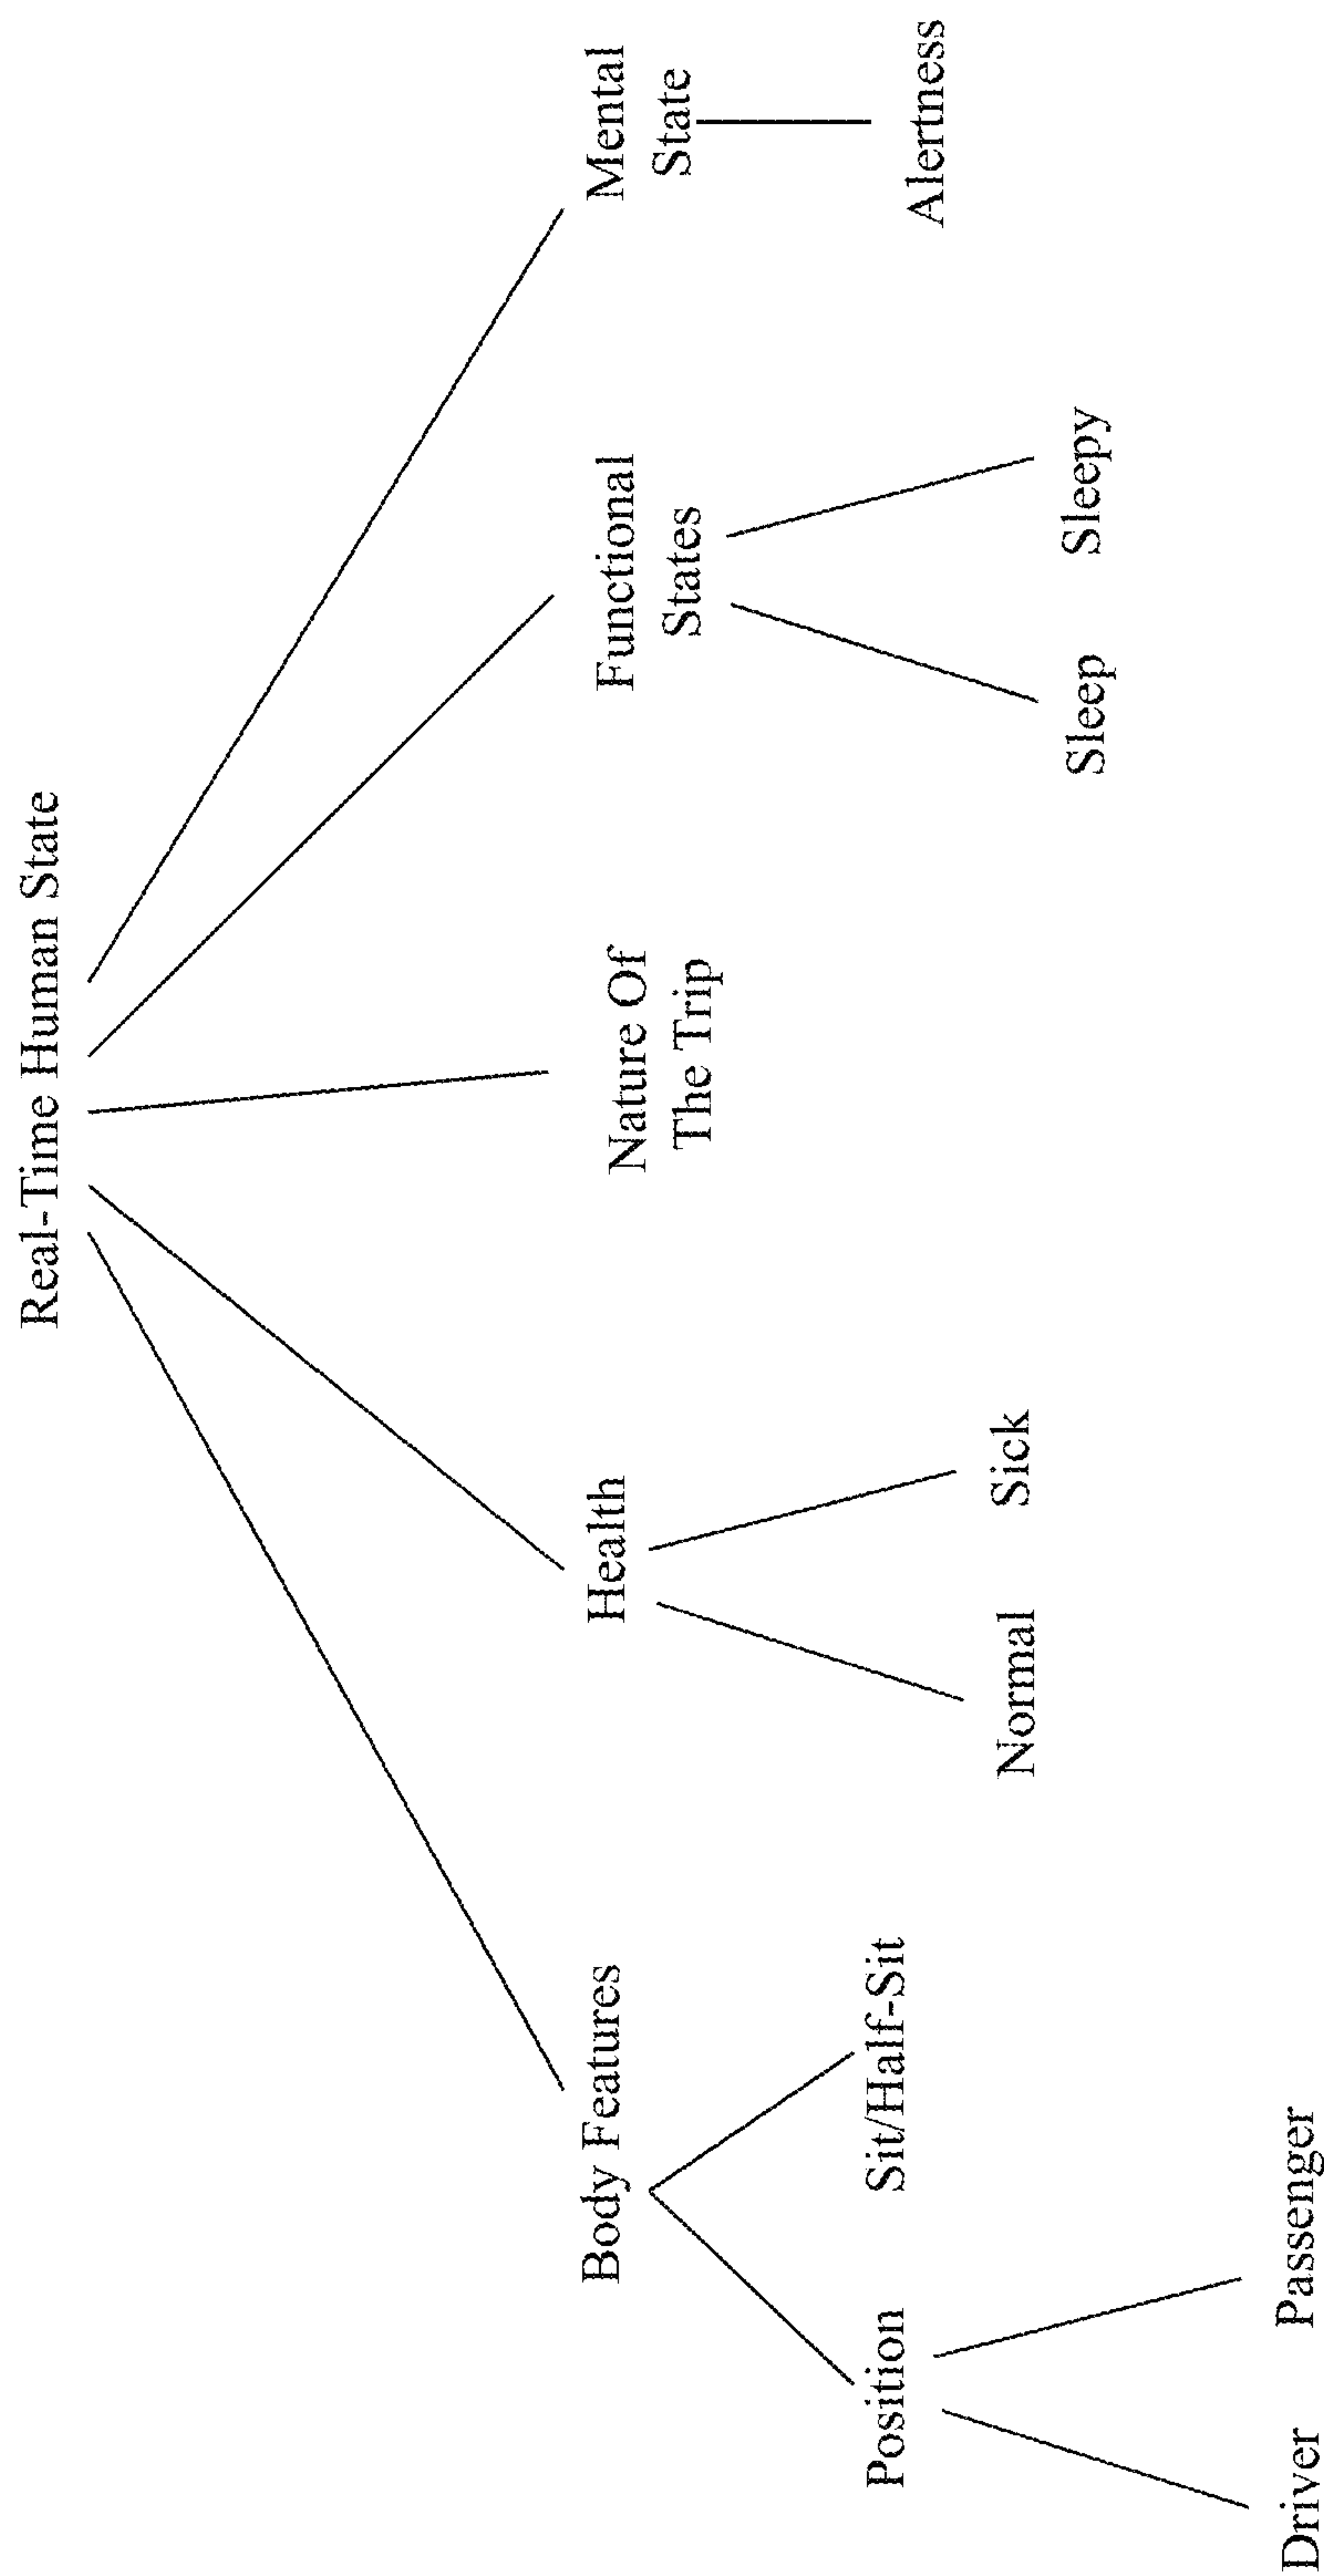 Real-Time Human State
Body Features
Health
Nature Of
The Trip
Functional
States
Mental
State
Position
Sit/Half-Sit
Normal
Sick
Sleep
Sleepy
Alertness
Driver
Passenger